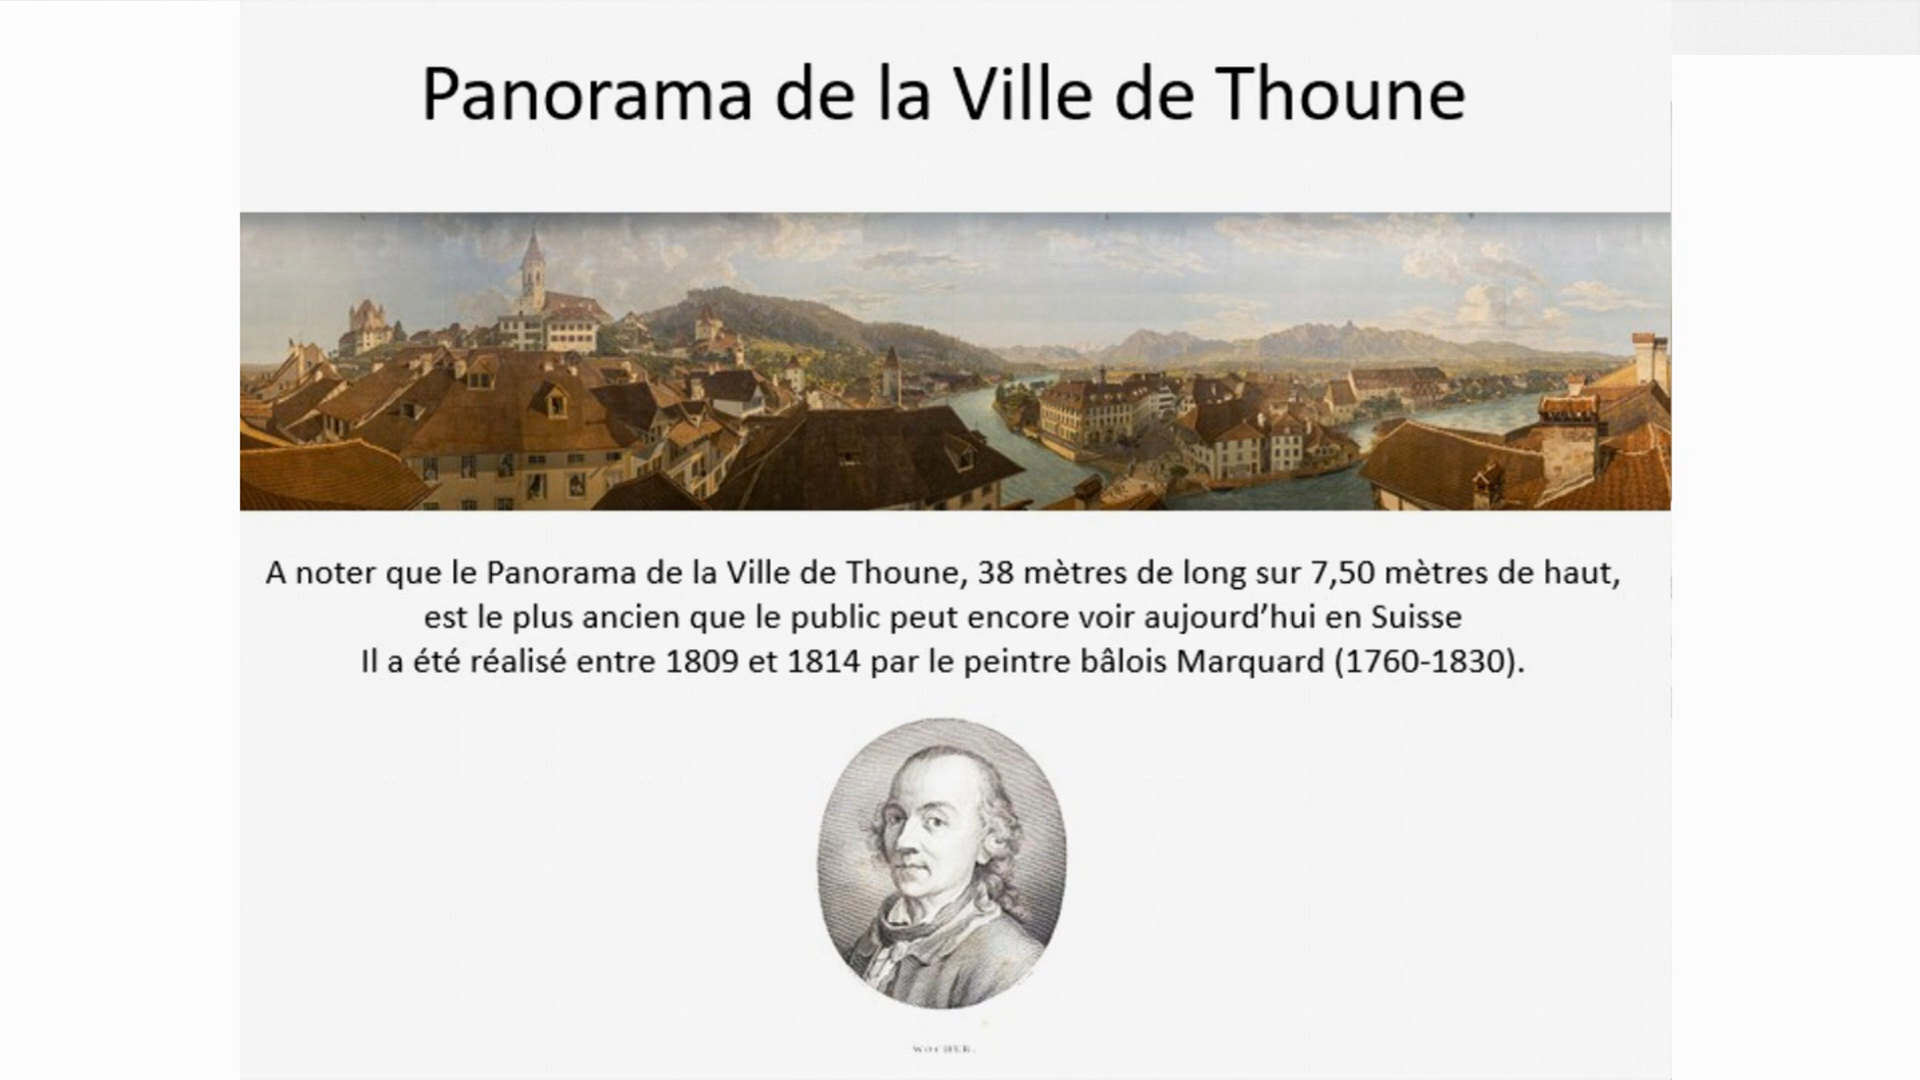 Panorama de la Ville de Thoune
A noter que le Panorama de la Ville de Thoune, 38 mètres de long sur 7,50 mètres de haut,
est le plus ancien que le public peut encore voir aujourd’hui en Suisse
Il a été réalisé entre 1809 et 1814 par le peintre bâlois Marquard (1760-1830).
WOCHER.